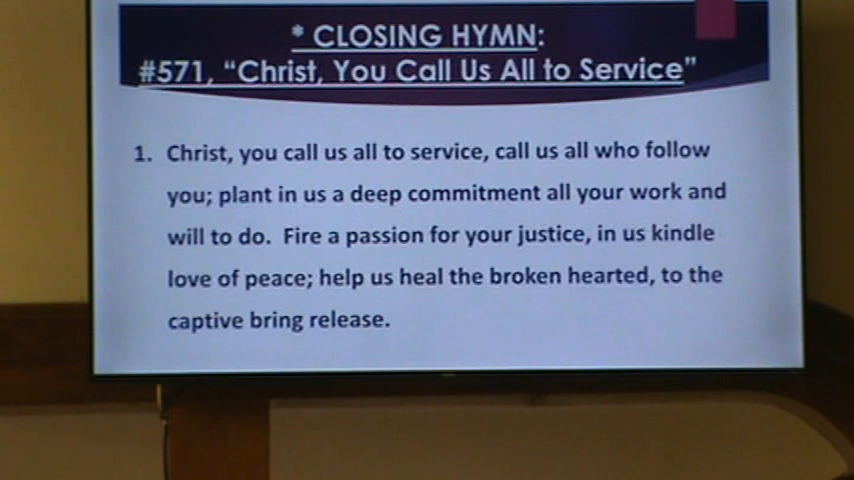 * CLOSING HYMN:
#571, “Christ, You Call Us All to Service”
1. Christ, you call us all to service, call us all who follow
you; plant in us a deep commitment all your work and
will to do. Fire a passion for your justice, in us kindle
love of peace; help us heal the broken hearted, to the
captive bring release.